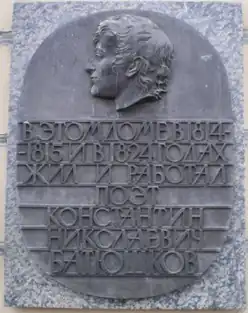 В ЭТОМ ДОМЕ В 1814-
-1815 И В 1824 ГОДАХ
ЖИЛ И РАБОТАЛ
ПОЭТ
КОНСТАНТИН
НИКОЛАЕВИЧ
БАТЮШКОВ